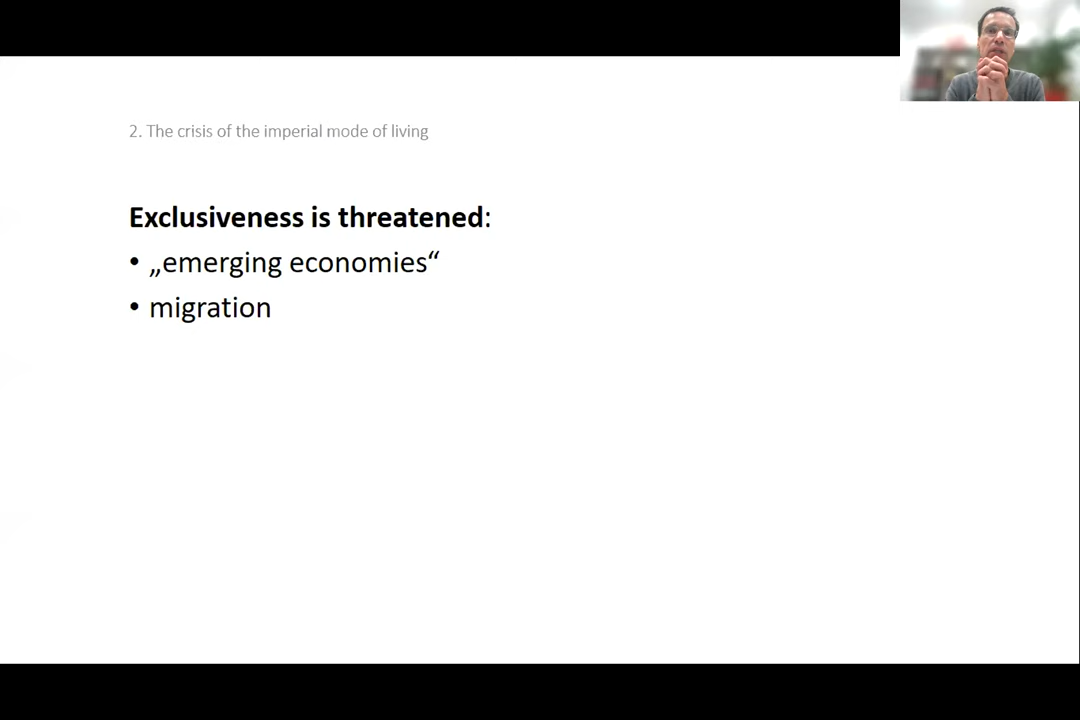 2. The crisis of the imperial mode of living
Exclusiveness is threatened:
• „emerging economies“
• migration